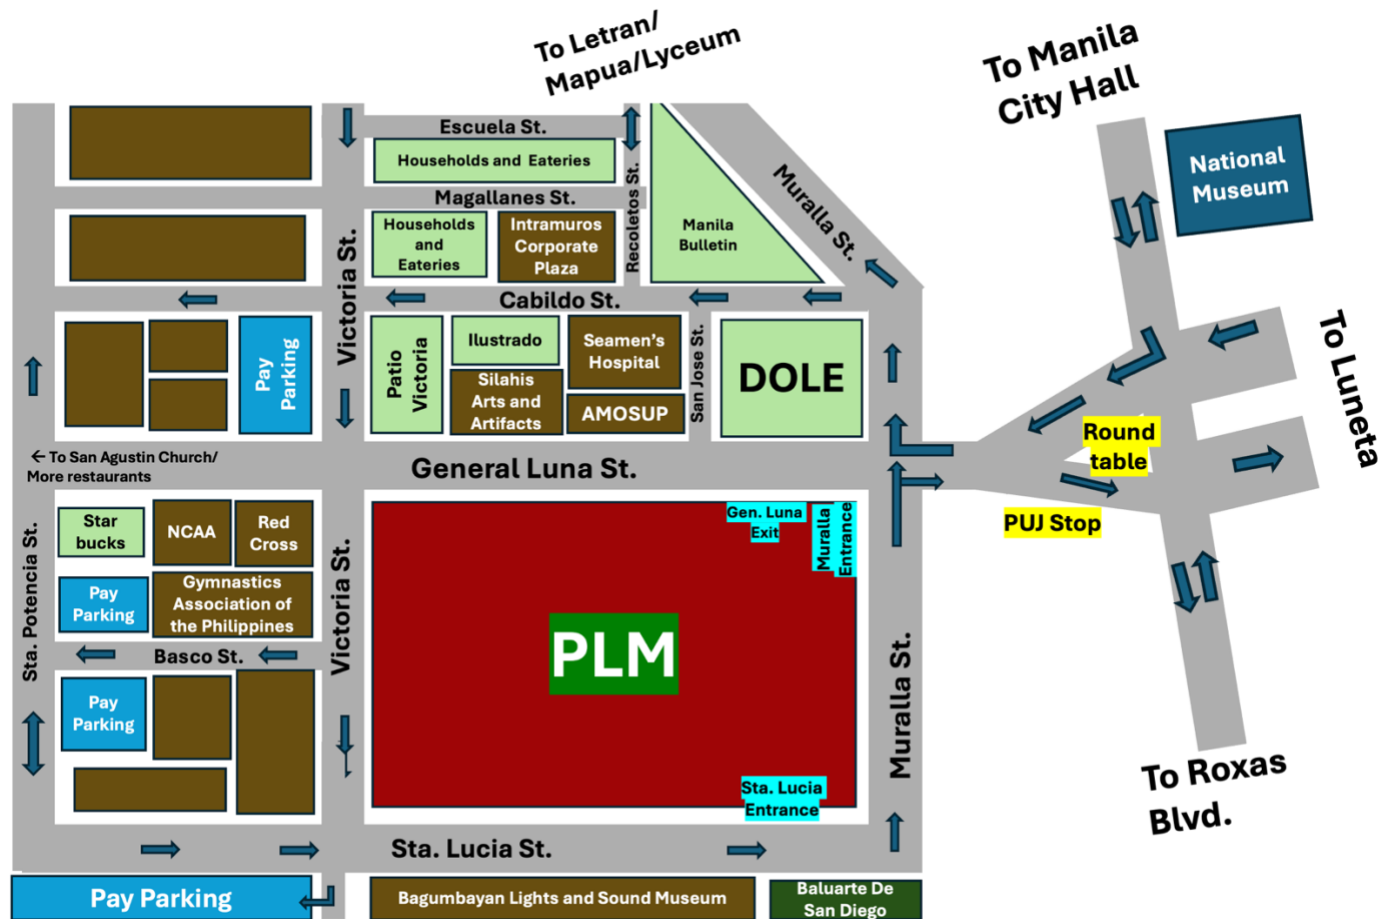 To Letran/
Mapua/Lyceum
To Manila
City Hall
Escuela St.
Households and Eateries
National
Museum
Muralla St.
Recoletos St.
Magallanes St.
Households
and
Eateries
Intramuros
Corporate
Plaza
Manila
Bulletin
Victoria St.
Cabildo St.
To Luneta
Pay
Parking
Patio
Victoria
Ilustrado
Silahis
Arts and
Artifacts
Seamen's
Hospital
AMOSUP
San Jose St.
DOLE
Round
table
← To San Agustin Church/
More restaurants
General Luna St.
PUJ Stop
Sta. Potencia St.
Star
bucks
NCAA
Red
Cross
Gen. Luna
Exit
Muralla
Entrance
Pay
Parking
Gymnastics
Association of
the Philippines
Victoria St.
PLM
Basco St.
Muralla St.
Pay
Parking
Sta. Lucia
Entrance
To Roxas
Blvd.
Sta. Lucia St.
Pay Parking
Bagumbayan Lights and Sound Museum
Baluarte De
San Diego